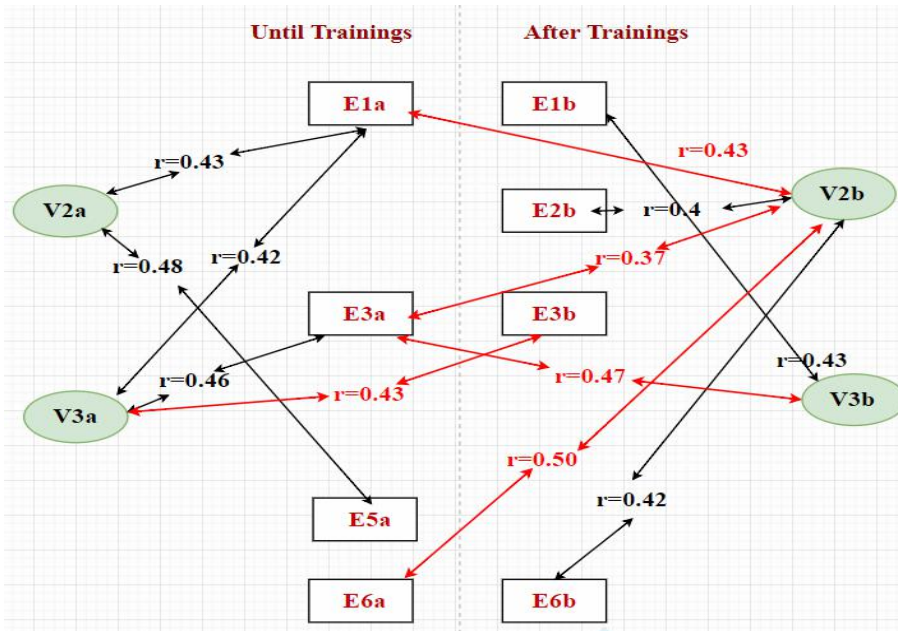 Until Trainings
After Trainings
E1a
E1b
r=0.43
r=0.43
V2a
V2b
E2b
r=0.4
r=0.48
r=0.42
r=0.37
E3a
E3b
r=0.43
r=0.46
r=0.47
r=0.43
V3a
V3b
r=0.50
r=0.42
E5a
E6a
E6b